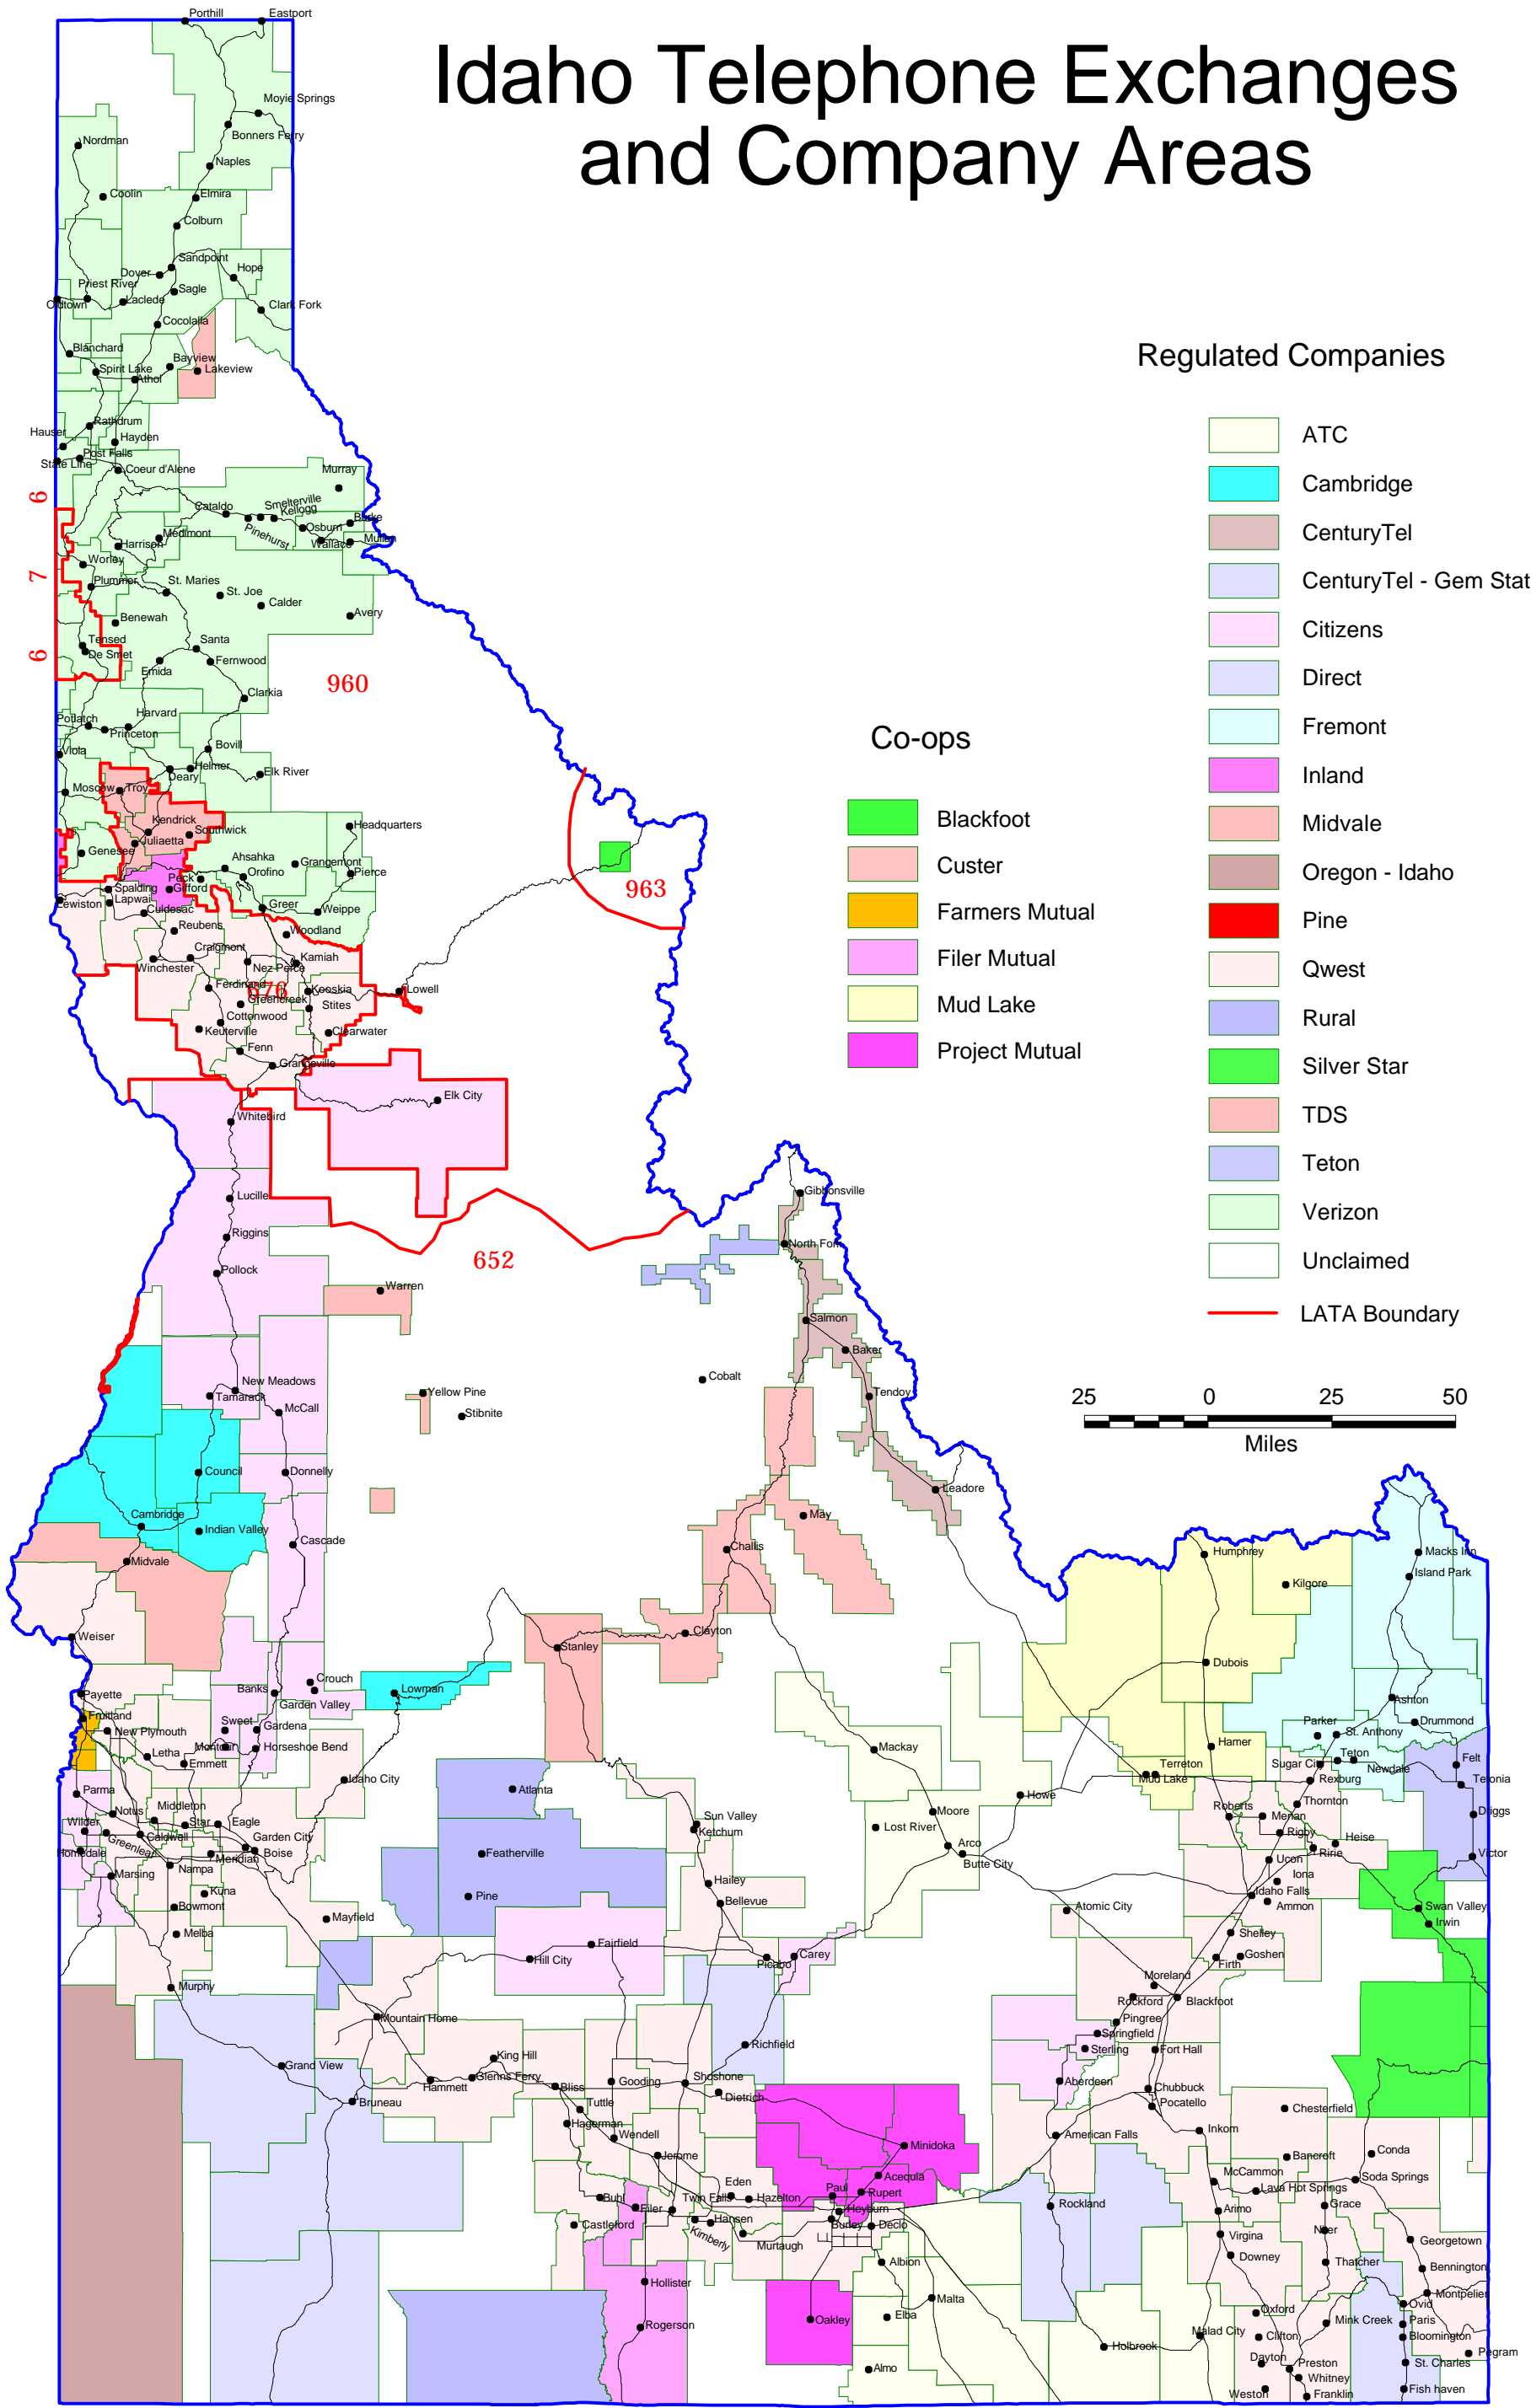 Idaho Telephone Exchanges
and Company Areas
Porthill
Eastport
Moyie Springs
Bonners Ferry
Nordman
Naples
Coolin
Elmira
Colburn
Sandpoint
Dover
Hope
Priest River
Sagle
Oldtown
Laclede
Clark Fork
Cocolalla
Blanchard
Bayview
Spirit Lake
Athol
Lakeview
Rathdrum
Hauser
Hayden
Post Falls
State Line
Coeur d'Alene
Murray
6
Smelterville
Cataldo
Kellogg
Burke
Osburn
Pinehurst
Medimont
Wallace
Mullan
Harrison
Worley
7
Plummer
St. Maries
St. Joe
Calder
Avery
Benewah
Tensed
Santa
6
De Smet
Emida
Fernwood
960
Clarkia
Potlatch
Harvard
Princeton
Viola
Bovill
Helmer
Deary
Elk River
Moscow
Troy
Kendrick
Southwick
Headquarters
Juliaetta
Genesee
Ahsahka
Grangemont
Orofino
Pierce
Peck
Spalding
Gifford
963
Lapwai
Lewiston
Culdesac
Greer
Weippe
Reubens
Woodland
Craigmont
Kamiah
Winchester
Nez Perce
Ferdinand
676
Kooskia
Lowell
Greencreek
Stites
Cottonwood
Keuterville
Clearwater
Fenn
Grangeville
Elk City
Whitebird
Lucille
Riggins
652
Pollock
Warren
New Meadows
Tamarack
Yellow Pine
McCall
Stibnite
Council
Donnelly
Cambridge
Indian Valley
Cascade
Midvale
Weiser
Crouch
Banks
Garden Valley
Lowman
Stanley
Payette
Fruitland
New Plymouth
Sweet
Gardena
Montour
Horseshoe Bend
Letha
Emmett
Idaho City
Parma
Notus
Middleton
Wilder
Star
Eagle
Greenleaf
Caldwell
Garden City
Homedale
Meridian
Boise
Nampa
Marsing
Kuna
Bowmont
Mayfield
Melba
Murphy
Atlanta
Featherville
Pine
Hill City
Fairfield
Mountain Home
Grand View
Bruneau
Hammett
Glenns Ferry
King Hill
Bliss
Gooding
Shoshone
Tuttle
Hagerman
Wendell
Jerome
Buhl
Filer
Twin Falls
Castleford
Kimberly
Hansen
Eden
Hazelton
Murtaugh
Hollister
Rogerson
Gibbonsville
North Fork
Salmon
Baker
Cobalt
Tendoy
Leadore
May
Challis
Clayton
Mackay
Sun Valley
Ketchum
Moore
Lost River
Howe
Arco
Butte City
Hailey
Bellevue
Picabo
Carey
Atomic City
Richfield
Dietrich
Minidoka
Acequia
Paul
Rupert
Heyburn
Burley
Declo
Albion
Malta
Elba
Oakley
Almo
Humphrey
Kilgore
Macks Inn
Island Park
Dubois
Ashton
Drummond
Parker
St. Anthony
Hamer
Teton
Sugar City
Newdale
Felt
Terreton
Mud Lake
Rexburg
Tetonia
Thornton
Roberts
Menan
Driggs
Rigby
Heise
Ririe
Victor
Ucon
Iona
Idaho Falls
Ammon
Swan Valley
Irwin
Shelley
Goshen
Firth
Moreland
Rockford
Blackfoot
Pingree
Springfield
Sterling
Fort Hall
Aberdeen
Chubbuck
Pocatello
Chesterfield
American Falls
Inkom
Bancroft
Conda
McCammon
Lava Hot Springs
Soda Springs
Rockland
Arimo
Grace
Virgina
Niter
Georgetown
Downey
Thatcher
Bennington
Montpelier
Ovid
Oxford
Mink Creek
Paris
Malad City
Clifton
Bloomington
Holbrook
Dayton
Preston
St. Charles
Pegram
Whitney
Weston
Franklin
Fish haven
Co-ops
Blackfoot
Custer
Farmers Mutual
Filer Mutual
Mud Lake
Project Mutual
Regulated Companies
ATC
Cambridge
CenturyTel
CenturyTel - Gem Stat
Citizens
Direct
Fremont
Inland
Midvale
Oregon - Idaho
Pine
Qwest
Rural
Silver Star
TDS
Teton
Verizon
Unclaimed
LATA Boundary
25 0 25 50
Miles